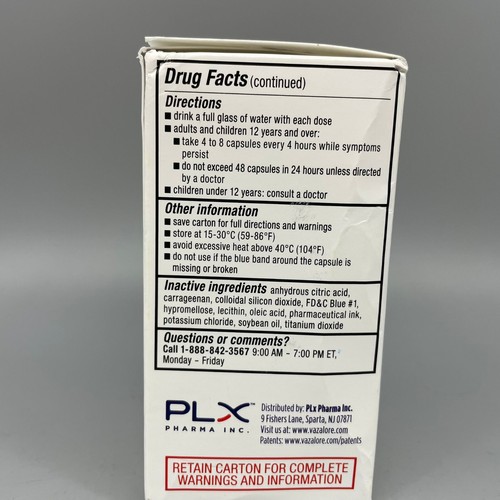 Drug Facts (continued)
Directions
■ drink a full glass of water with each dose
■ adults and children 12 years and over:
■ take 4 to 8 capsules every 4 hours while symptoms
persist
■ do not exceed 48 capsules in 24 hours unless directed
by a doctor
■ children under 12 years: consult a doctor
Other information
■ save carton for full directions and warnings
■ store at 15-30°C (59-86°F)
■ avoid excessive heat above 40°C (104°F)
■ do not use if the blue band around the capsule is
missing or broken
Inactive ingredients anhydrous citric acid,
carrageenan, colloidal silicon dioxide, FD&C Blue #1,
hypromellose, lecithin, oleic acid, pharmaceutical ink,
potassium chloride, soybean oil, titanium dioxide
Questions or comments?
Call 1-888-842-3567 9:00 AM - 7:00 PM ET,
Monday - Friday
PLX™
PHARMA INC.
Distributed by: PLx Pharma Inc.
9 Fishers Lane, Sparta, NJ 07871
Visit us at: www.vazalore.com
Patents: www.vazalore.com/patents
RETAIN CARTON FOR COMPLETE
WARNINGS AND INFORMATION